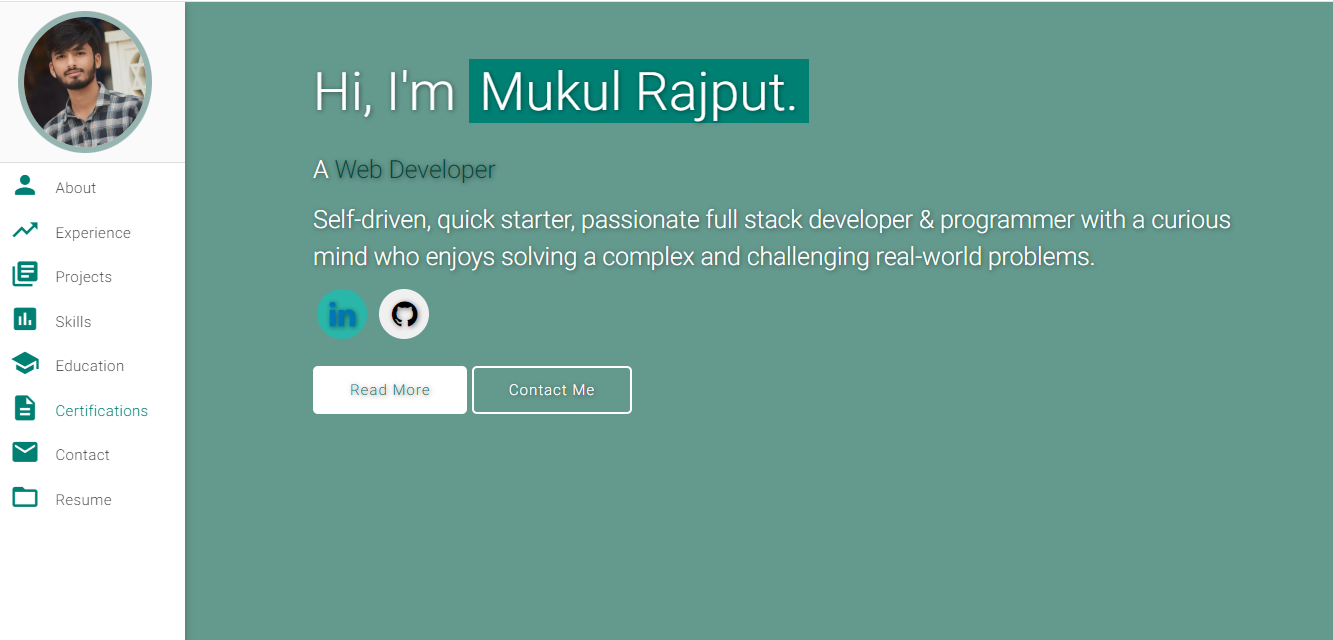 About
Experience
Projects
Skills
Education
Certifications
Contact
Resume
Hi, I'm Mukul Rajput.
A Web Developer
Self-driven, quick starter, passionate full stack developer & programmer with a curious
mind who enjoys solving a complex and challenging real-world problems.
in
Read More
Contact Me